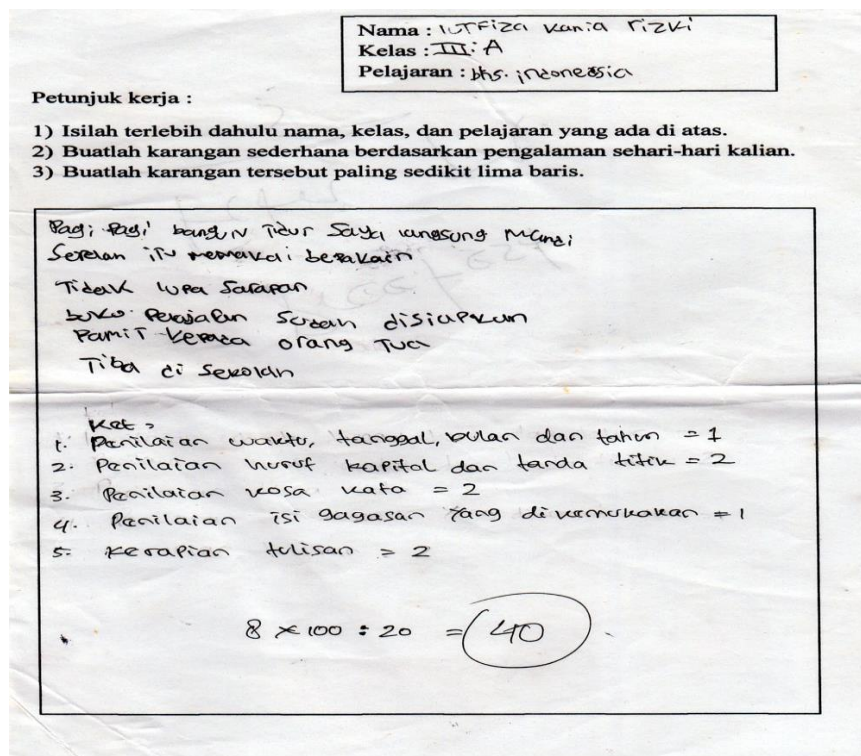 Nama : lutfiza kania rizki
Kelas : III. A
Pelajaran : bhs. indonessia
Petunjuk kerja :
1) Isilah terlebih dahulu nama, kelas, dan pelajaran yang ada di atas.
2) Buatlah karangan sederhana berdasarkan pengalaman sehari-hari kalian.
3) Buatlah karangan tersebut paling sedikit lima baris.
Pagi Pagi bangun Tidur Saya langsung Mandi
Setelah itu memakai
Tidak lupa Sarapan
buku Sudah disiapkan
Pamit kepada orang Tua
Tiba di Sekolah
Ket :
1. Penilaian waktu, tanggal, bulan dan tahun = 1
2. Penilaian huruf kapital dan tanda titik = 2
3. Penilaian kosa kata = 2
4. Penilaian isi gagasan yang di kemukakan = 1
5. Kerapian tulisan = 2
8 × 100 : 20 = 40